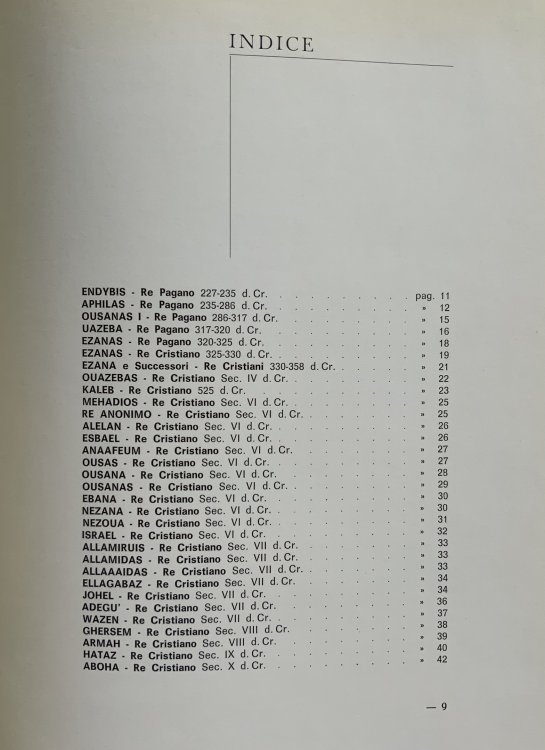 INDICE
ENDYBIS - Re Pagano 227-235 d. Cr. . . . . . . . . . pag. 11
APHILAS - Re Pagano 235-286 d. Cr. . . . . . . . . . » 12
OUSANAS I - Re Pagano 286-317 d. Cr. . . . . . . . . . » 15
UAZEBA - Re Pagano 317-320 d. Cr. . . . . . . . . . » 16
EZANAS - Re Pagano 320-325 d. Cr. . . . . . . . . . » 18
EZANAS - Re Cristiano 325-330 d. Cr. . . . . . . . . . » 19
EZANA e Successori - Re Cristiani 330-358 d. Cr. . . . . . » 21
OUAZEBAS - Re Cristiano Sec. IV d. Cr. . . . . . . . . . » 22
KALEB - Re Cristiano 525 d. Cr. . . . . . . . . . . » 23
MEHADIOS - Re Cristiano Sec. VI d. Cr. . . . . . . . . » 25
RE ANONIMO - Re Cristiano Sec. VI d. Cr. . . . . . . . » 25
ALELAN - Re Cristiano Sec. VI d. Cr. . . . . . . . . . » 26
ESBAEL - Re Cristiano Sec. VI d. Cr. . . . . . . . . . » 26
ANAAFEUM - Re Cristiano Sec. VI d. Cr. . . . . . . . . » 27
OUSAS - Re Cristiano Sec. VI d. Cr. . . . . . . . . . » 27
OUSANA - Re Cristiano Sec. VI d. Cr. . . . . . . . . . » 28
OUSANAS - Re Cristiano Sec. VI d. Cr. . . . . . . . . » 29
EBANA - Re Cristiano Sec. VI d. Cr. . . . . . . . . . » 30
NEZANA - Re Cristiano Sec. VI d. Cr. . . . . . . . . . » 30
NEZOUA - Re Cristiano Sec. VI d. Cr. . . . . . . . . . » 31
ISRAEL - Re Cristiano Sec. VI d. Cr. . . . . . . . . . » 32
ALLAMIRUIS - Re Cristiano Sec. VII d. Cr. . . . . . . . » 33
ALLAMIDAS - Re Cristiano Sec. VII d. Cr. . . . . . . . » 33
ALLAAAIDAS - Re Cristiano Sec. VII d. Cr. . . . . . . . » 33
ELLAGABAZ - Re Cristiano Sec. VII d. Cr. . . . . . . . » 34
JOHEL - Re Cristiano Sec. VII d. Cr. . . . . . . . . . » 34
ADEGU' - Re Cristiano Sec. VII d. Cr. . . . . . . . . » 36
WAZEN - Re Cristiano Sec. VII d. Cr. . . . . . . . . . » 37
GHERSEM - Re Cristiano Sec. VIII d. Cr. . . . . . . . . » 38
ARMAH - Re Cristiano Sec. VIII d. Cr. . . . . . . . . » 39
HATAZ - Re Cristiano Sec. IX d. Cr. . . . . . . . . . » 40
ABOHA - Re Cristiano Sec. X d. Cr. . . . . . . . . . » 42
— 9